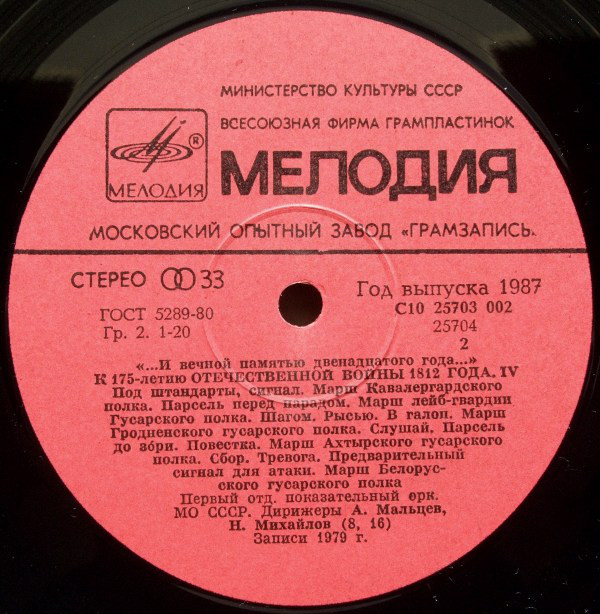 МИНИСТЕРСТВО КУЛЬТУРЫ СССР
ВСЕСОЮЗНАЯ ФИРМА ГРАМПЛАСТИНОК
®
МЕЛОДИЯ
МЕЛОДИЯ
МОСКОВСКИЙ ОПЫТНЫЙ ЗАВОД «ГРАМЗАПИСЬ»
СТЕРЕО 33
Год выпуска 1987
ГОСТ 5289-80
С10 25703 002
Гр. 2. 1-20
25704
2
«...И вечной памятью двенадцатого года...»
К 175-летию ОТЕЧЕСТВЕННОЙ ВОЙНЫ 1812 ГОДА. IV
Под штандарты, сигнал. Марш Кавалергардского
полка. Парсель перед парадом. Марш лейб-гвардии
Гусарского полка. Шагом. Рысью. В галоп. Марш
Гродненского гусарского полка. Слушай. Парсель
до зо́ри. Повестка. Марш Ахтырского гусарского
полка. Сбор. Тревога. Предварительный
сигнал для атаки. Марш Белорус-
ского гусарского полка
Первый отд. показательный орк.
МО СССР. Дирижеры А. Мальцев,
Н. Михайлов (8, 16)
Записи 1979 г.